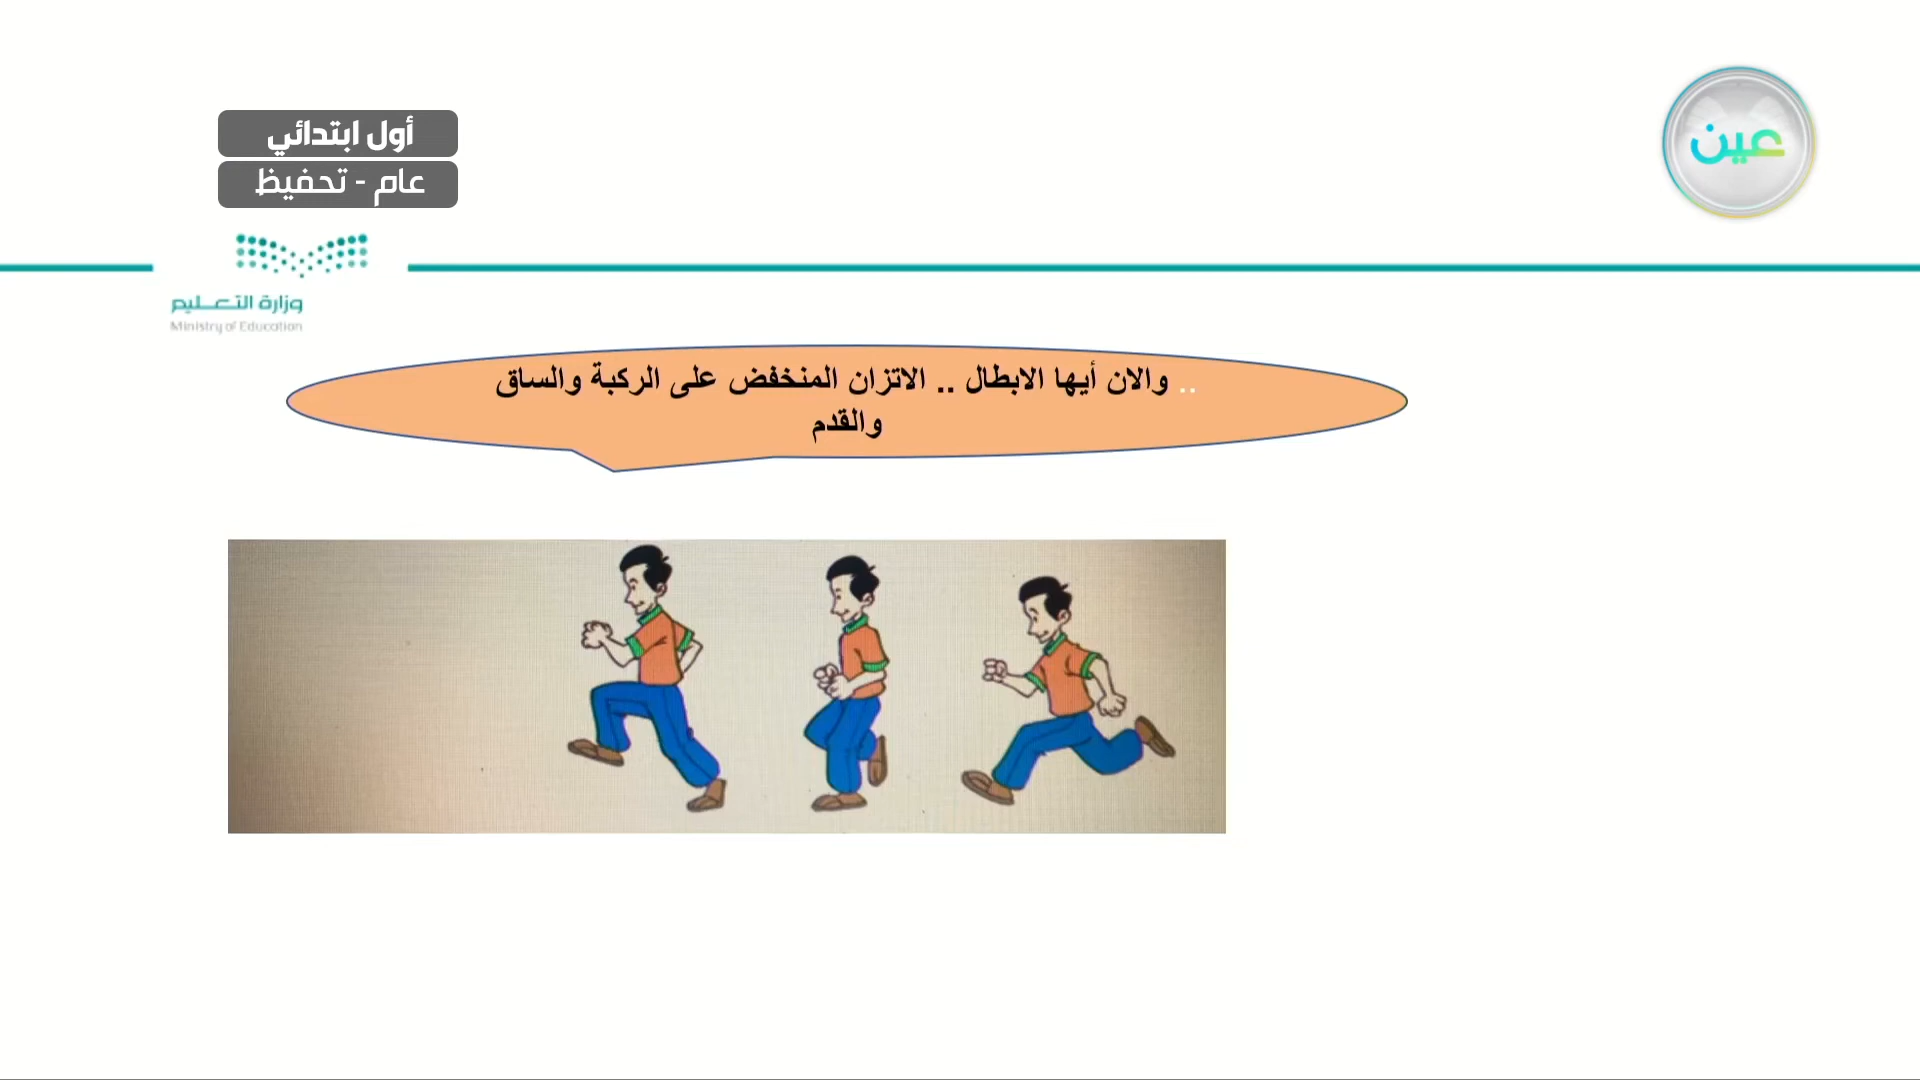 أول ابتدائي
عام - تحفيظ
عين
وزارة التعليم
Ministry of Education
.. والان أيها الابطال .. الاتزان المنخفض على الركبة والساق
والقدم